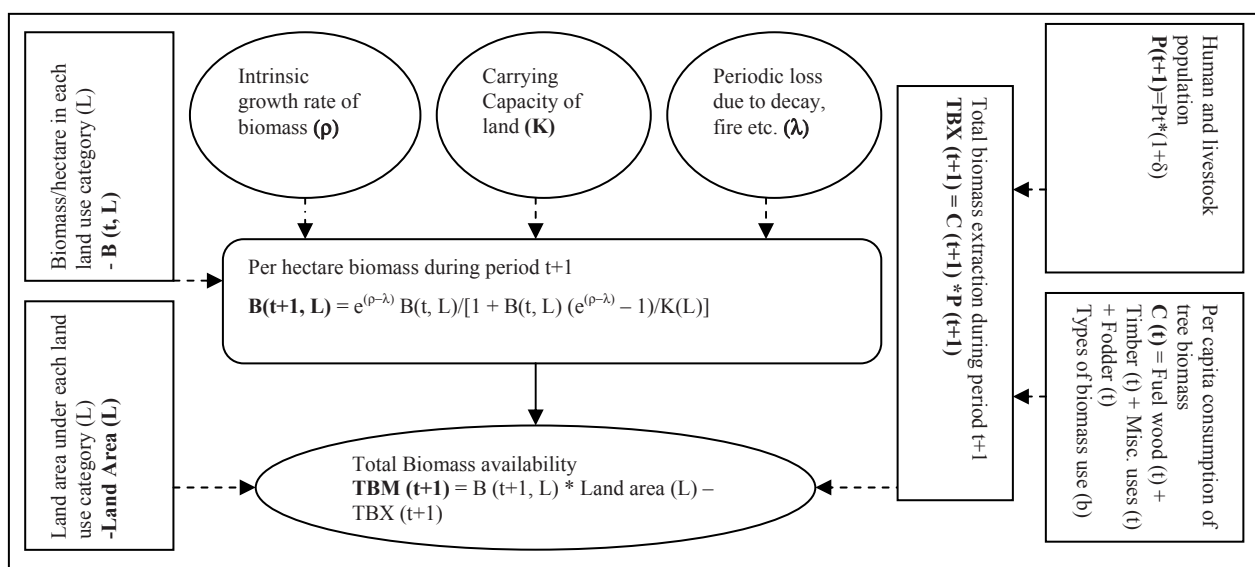 Biomass/hectare in each
land use category (L)
- B (t, L)
Intrinsic
growth rate of
biomass (ρ)
Carrying
Capacity of
land (K)
Periodic loss
due to decay,
fire etc. (λ)
Per hectare biomass during period t+1
B(t+1, L) = e^(ρ–λ) B(t, L)/[1 + B(t, L) (e^(ρ–λ) – 1)/K(L)]
Land area under each land
use category (L)
-Land Area (L)
Total Biomass availability
TBM (t+1) = B (t+1, L) * Land area (L) –
TBX (t+1)
Total biomass extraction during period t+1
TBX (t+1) = C (t+1) *P (t+1)
Human and livestock
population
P(t+1)=Pt*(1+δ)
Per capita consumption of
tree biomass
C (t) = Fuel wood (t) +
Timber (t) + Misc. uses (t)
+ Fodder (t)
Types of biomass use (b)